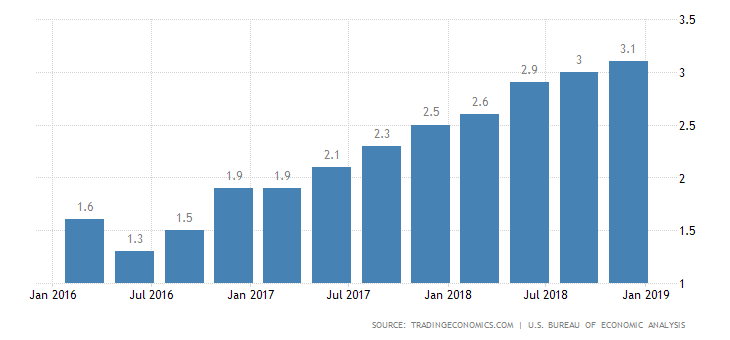 3.5
3.1
3
2.9
3
2.6
2.5
2.5
2.3
2.1
2
1.9
1.9
1.6
1.5
1.5
1.3
1
Jan 2016
Jul 2016
Jan 2017
Jul 2017
Jan 2018
Jul 2018
Jan 2019
SOURCE: TRADINGECONOMICS.COM | U.S. BUREAU OF ECONOMIC ANALYSIS